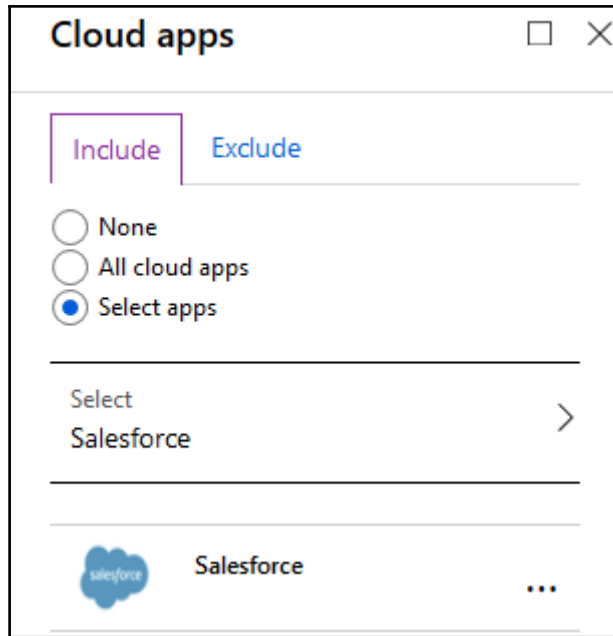 Cloud apps
Include Exclude
None
All cloud apps
Select apps
Select
Salesforce
salesforce Salesforce
...